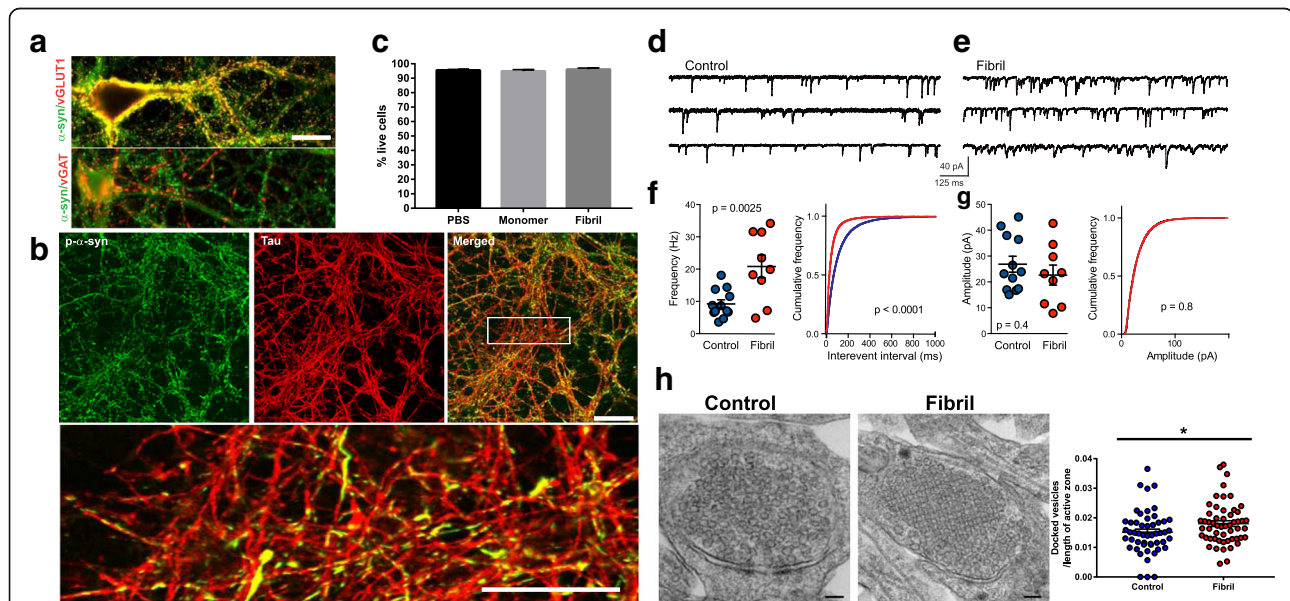 a
α-syn/vGLUT1
α-syn/vGAT
b
p-α-syn
Tau
Merged
c
100
90
80
70
60
50
40
30
20
10
0
% live cells
PBS
Monomer
Fibril
d
Control
e
Fibril
40 pA
125 ms
f
p = 0.0025
40
30
20
10
0
Frequency (Hz)
Control
Fibril
1.0
0.5
0.0
Cumulative frequency
p < 0.0001
0
200
400
600
800
1000
Interevent interval (ms)
g
50
40
30
20
10
0
Amplitude (pA)
p = 0.4
Control
Fibril
1.0
0.5
0.0
Cumulative frequency
p = 0.8
0
100
Amplitude (pA)
h
Control
Fibril
*
0.04
0.03
0.02
0.01
0.00
Docked vesicles
/length of active zone
Control
Fibril